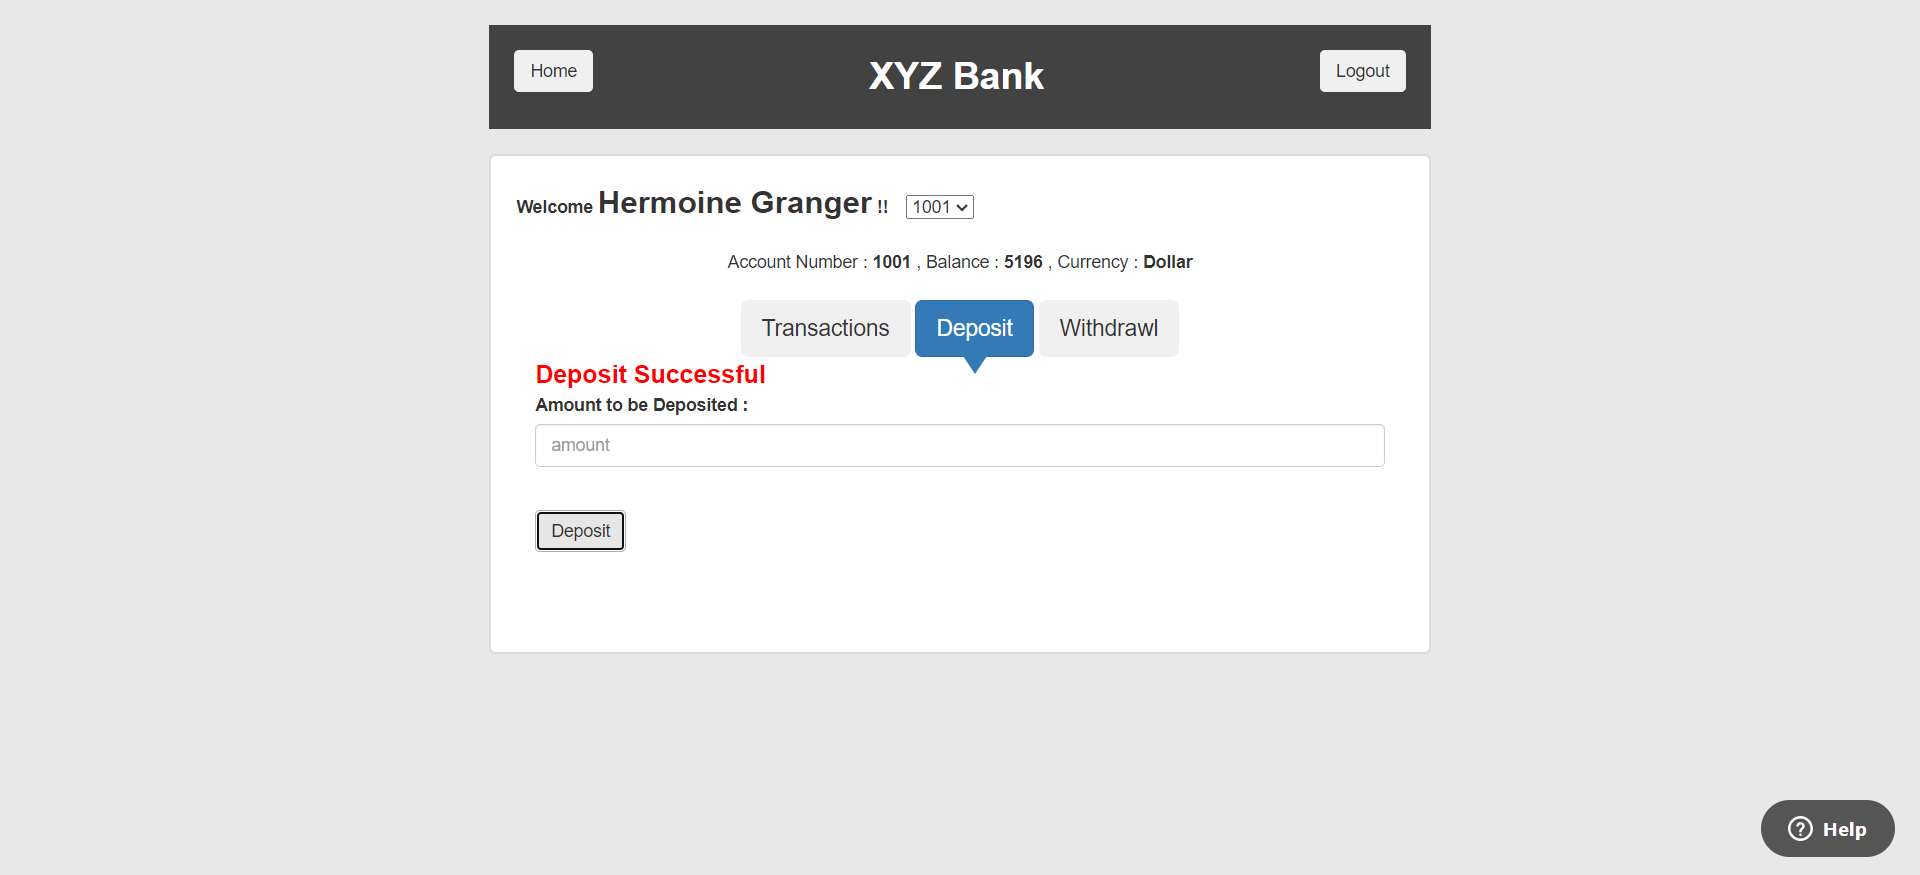 Home
XYZ Bank
Logout
Welcome Hermoine Granger !! 1001
Account Number : 1001 , Balance : 5196 , Currency : Dollar
Transactions
Deposit
Withdrawl
Deposit Successful
Amount to be Deposited :
amount
Deposit
? Help